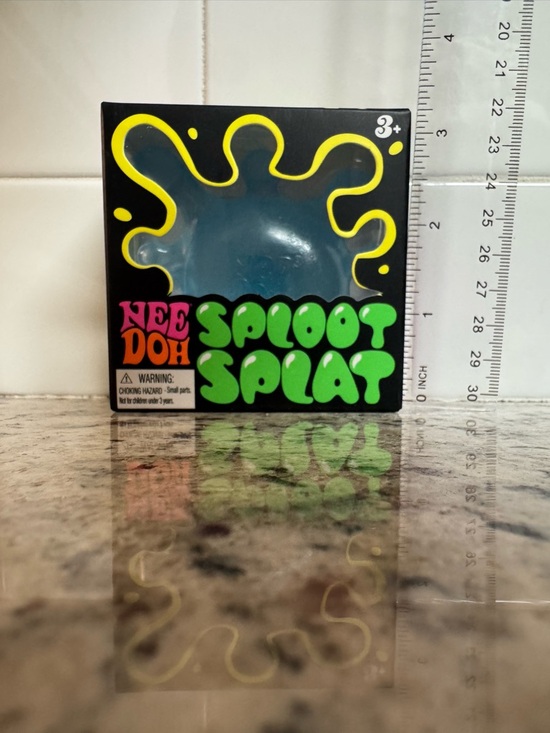 3+
NEE
DOH
SPLOOT
SPLAT
WARNING:
CHOKING HAZARD - Small parts.
Not for children under 3 years.
4
3
2
1
0 INCH
20
21
22
23
24
25
26
27
28
29
30